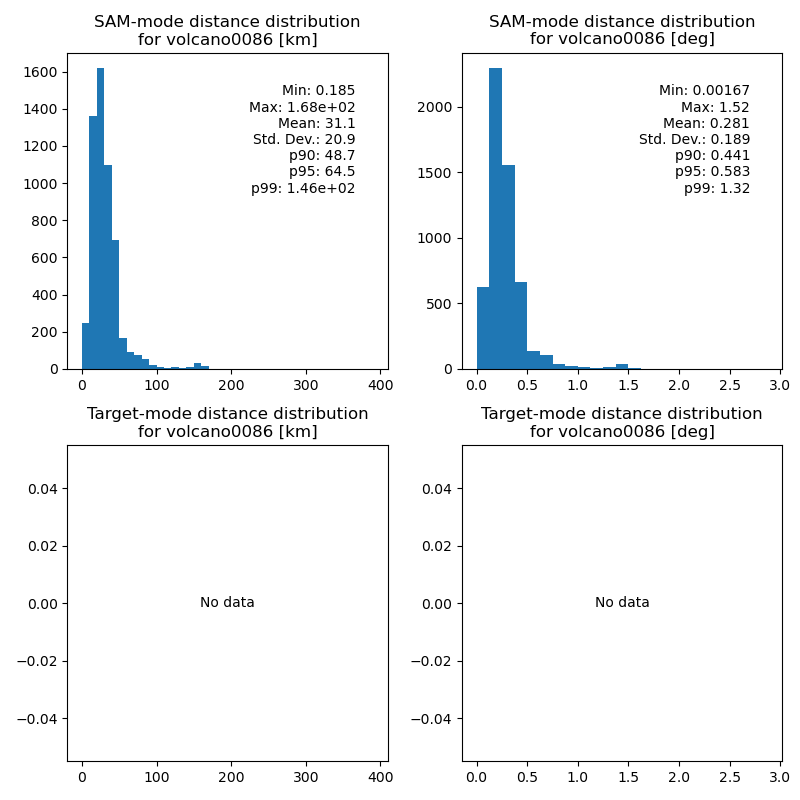 SAM-mode distance distribution
for volcano0086 [km]
1600
1400
1200
1000
800
600
400
200
0
Min: 0.185
Max: 1.68e+02
Mean: 31.1
Std. Dev.: 20.9
p90: 48.7
p95: 64.5
p99: 1.46e+02
0
100
200
300
400
SAM-mode distance distribution
for volcano0086 [deg]
2000
1500
1000
500
0
Min: 0.00167
Max: 1.52
Mean: 0.281
Std. Dev.: 0.189
p90: 0.441
p95: 0.583
p99: 1.32
0.0
0.5
1.0
1.5
2.0
2.5
3.0
Target-mode distance distribution
for volcano0086 [km]
0.04
0.02
0.00
−0.02
−0.04
No data
0
100
200
300
400
Target-mode distance distribution
for volcano0086 [deg]
0.04
0.02
0.00
−0.02
−0.04
No data
0.0
0.5
1.0
1.5
2.0
2.5
3.0